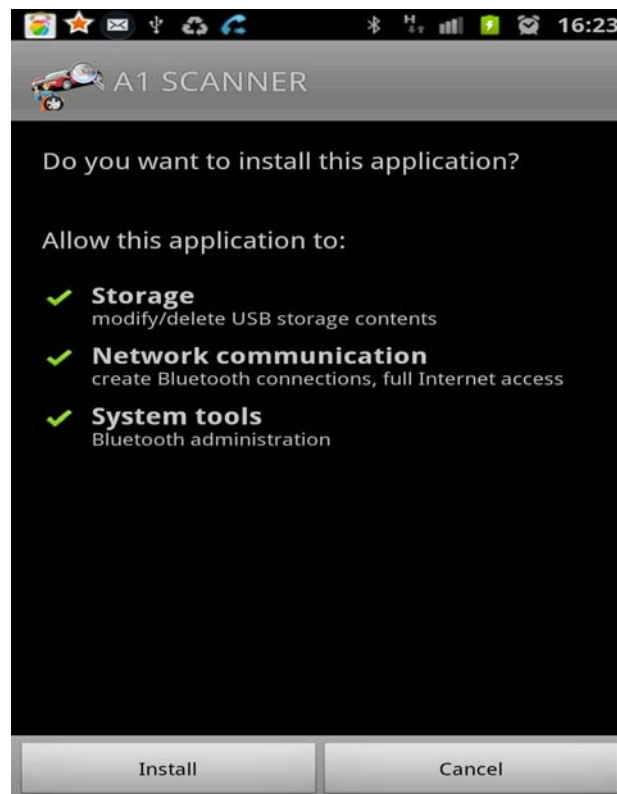 H
16:23
A1 SCANNER
Do you want to install this application?
Allow this application to:
Storage
modify/delete USB storage contents
Network communication
create Bluetooth connections, full Internet access
System tools
Bluetooth administration
Install
Cancel